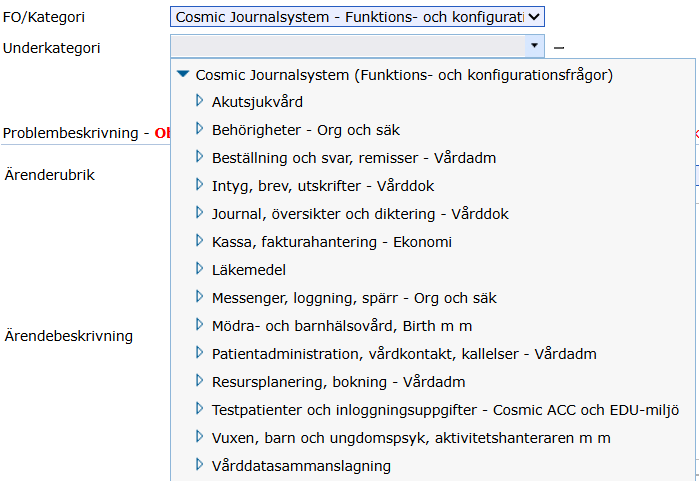 FO/Kategori
Cosmic Journalsystem - Funktions- och konfigurati
Underkategori
Cosmic Journalsystem (Funktions- och konfigurationsfrågor)
Akutsjukvård
Behörigheter - Org och säk
Problembeskrivning -
Beställning och svar, remisser - Vårdadm
Ärenderubrik
Intyg, brev, utskrifter - Vårddok
Journal, översikter och diktering - Vårddok
Kassa, fakturahantering - Ekonomi
Läkemedel
Messenger, loggning, spärr - Org och säk
Mödra- och barnhälsovård, Birth m m
Ärendebeskrivning
Patientadministration, vårdkontakt, kallelser - Vårdadm
Resursplanering, bokning - Vårdadm
Testpatienter och inloggningsuppgifter - Cosmic ACC och EDU-miljö
Vuxen, barn och ungdomspsyk, aktivitetshanteraren m m
Vårddatasammanslagning